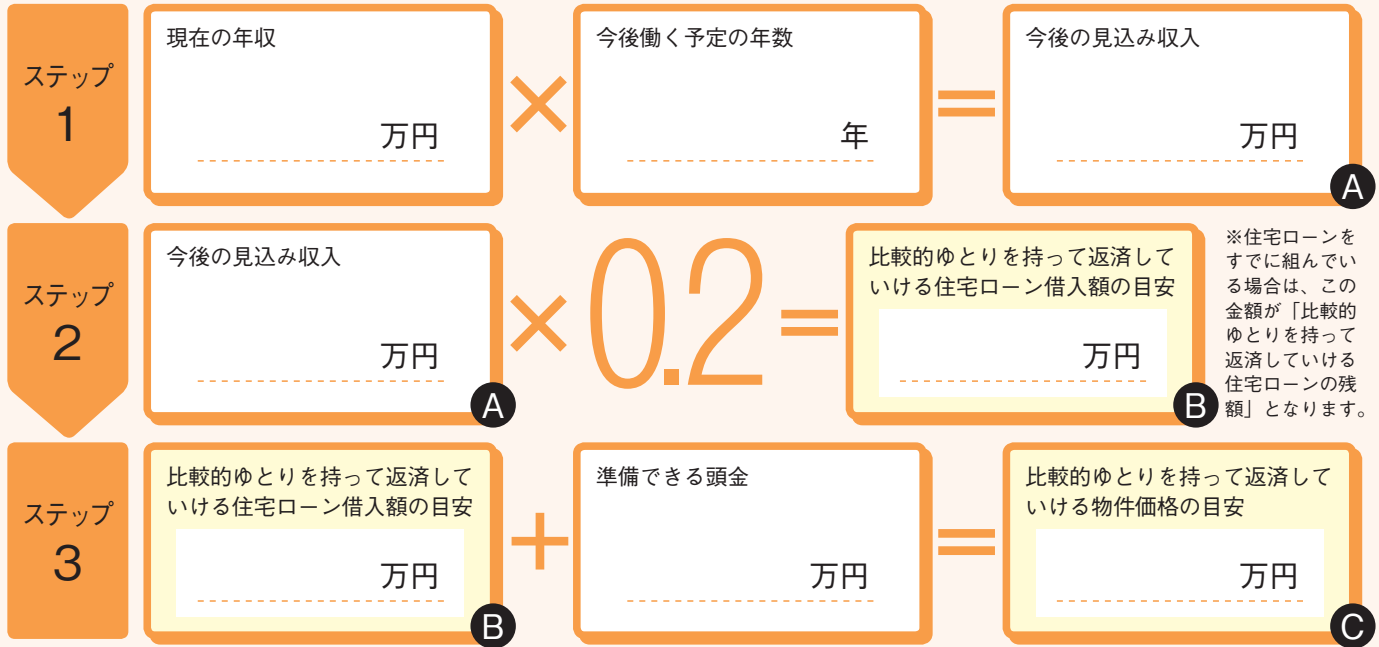 ステップ
1
現在の年収
万円
×
今後働く予定の年数
年
=
今後の見込み収入
万円
A
ステップ
2
今後の見込み収入
万円
A
×
0.2
=
比較的ゆとりを持って返済して
いける住宅ローン借入額の目安
万円
B
※住宅ローンを
すでに組んでい
る場合は、この
金額が「比較的
ゆとりを持って
返済していける
住宅ローンの残
額」となります。
ステップ
3
比較的ゆとりを持って返済して
いける住宅ローン借入額の目安
万円
B
+
準備できる頭金
万円
=
比較的ゆとりを持って返済して
いける物件価格の目安
万円
C